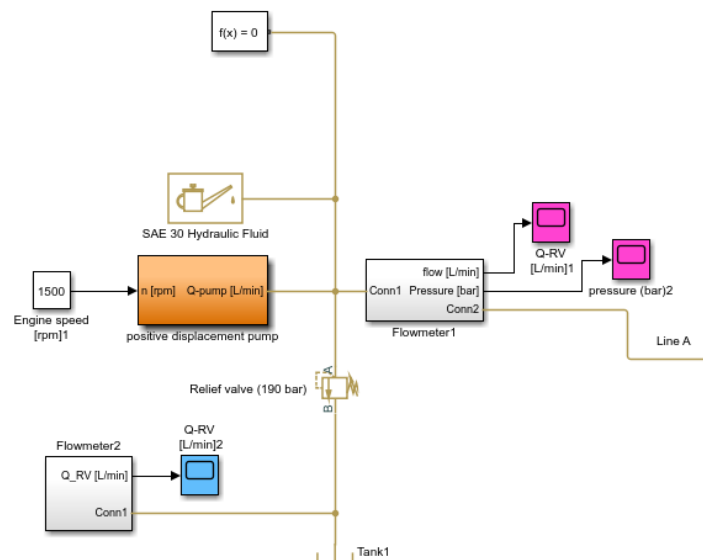 f(x) = 0
SAE 30 Hydraulic Fluid
1500
Engine speed
[rpm]1
n [rpm]
Q-pump [L/min]
positive displacement pump
Conn1
flow [L/min]
Pressure [bar]
Conn2
Flowmeter1
Q-RV
[L/min]1
pressure (bar)2
Line A
A
Relief valve (190 bar)
B
Flowmeter2
Q_RV [L/min]
Conn1
Q-RV
[L/min]2
Tank1